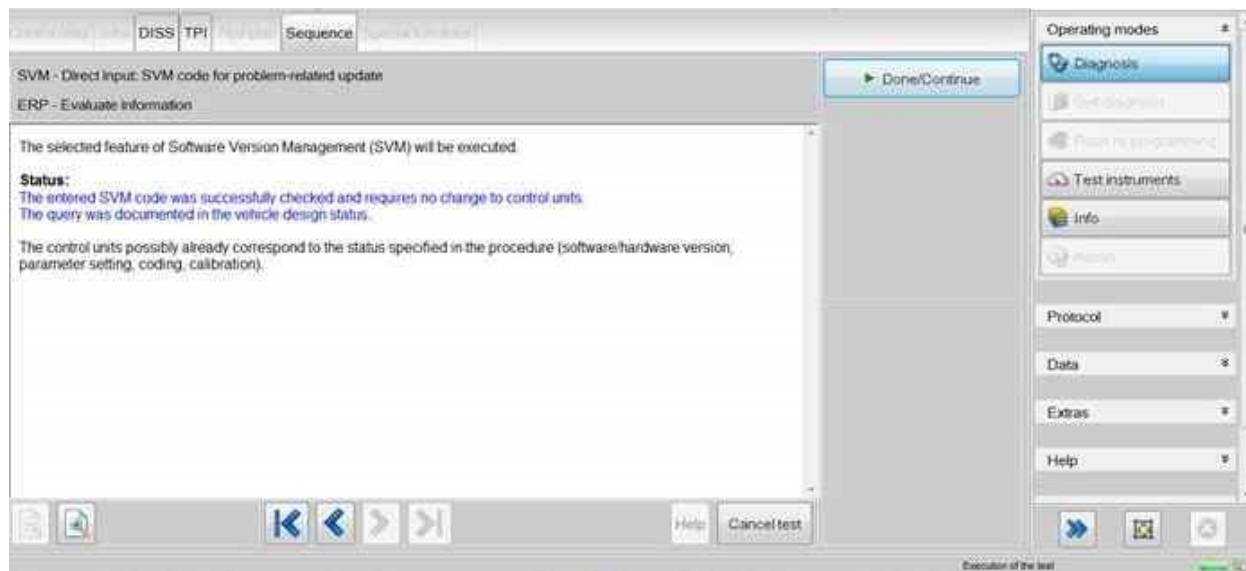 DISS
TPI
Sequence
SVM - Direct input: SVM code for problem-related update
ERP - Evaluate information
The selected feature of Software Version Management (SVM) will be executed.
Status:
The entered SVM code was successfully checked and requires no change to control units.
The query was documented in the vehicle design status.
The control units possibly already correspond to the status specified in the procedure (software/hardware version,
parameter setting, coding, calibration).
Done/Continue
Help
Cancel test
Operating modes
Diagnosis
Test instruments
Info
Admin
Protocol
Data
Extras
Help
Execution of the test